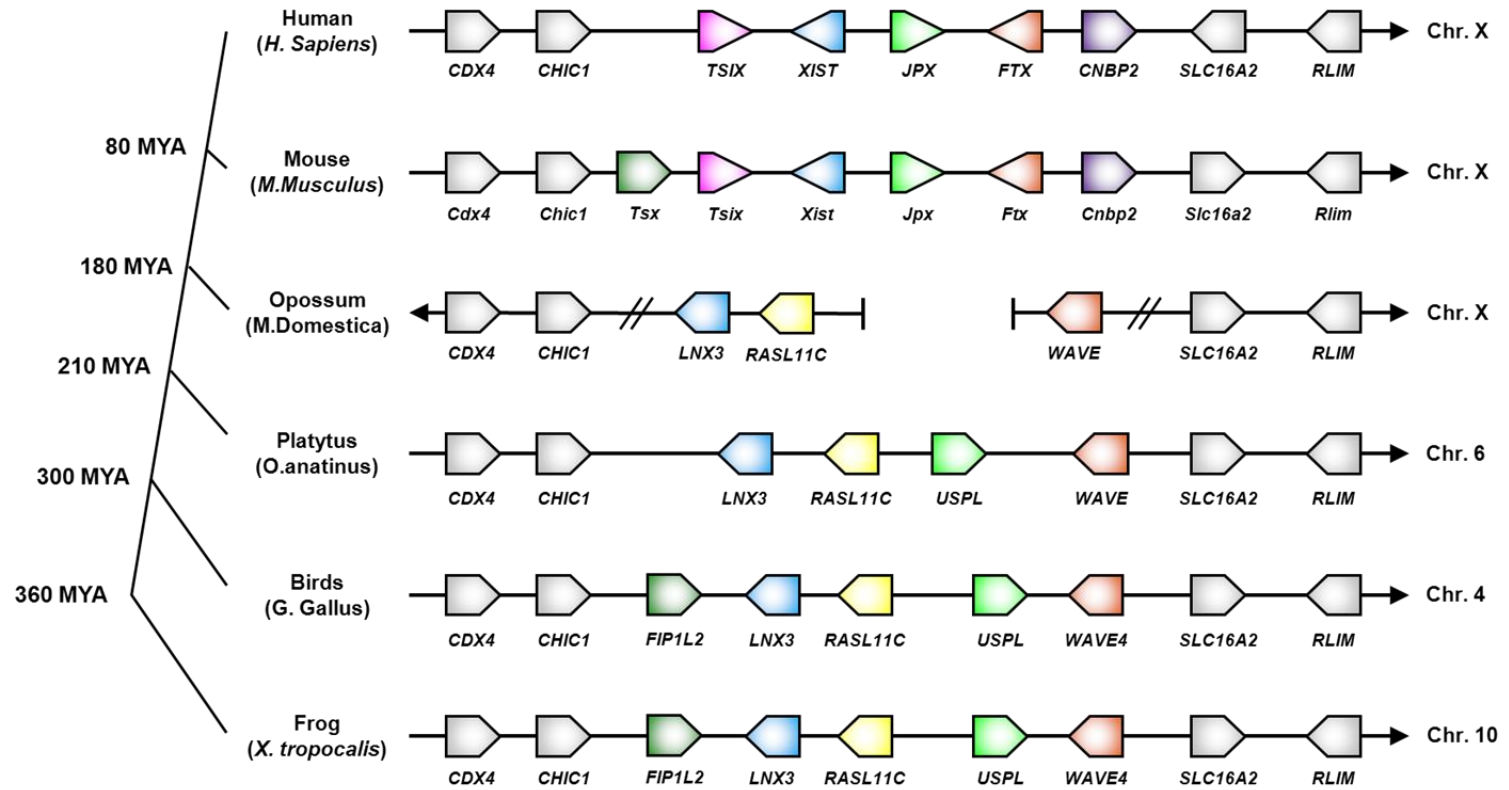 Human
(H. Sapiens)
CDX4 CHIC1 TSIX XIST JPX FTX CNBP2 SLC16A2 RLIM
Chr. X
80 MYA
Mouse
(M.Musculus)
Cdx4 Chic1 Tsx Tsix Xist Jpx Ftx Cnbp2 Slc16a2 Rlim
Chr. X
180 MYA
Opossum
(M.Domestica)
CDX4 CHIC1 LNX3 RASL11C WAVE SLC16A2 RLIM
Chr. X
210 MYA
Platytus
(O.anatinus)
CDX4 CHIC1 LNX3 RASL11C USPL WAVE SLC16A2 RLIM
Chr. 6
300 MYA
Birds
(G. Gallus)
CDX4 CHIC1 FIP1L2 LNX3 RASL11C USPL WAVE4 SLC16A2 RLIM
Chr. 4
360 MYA
Frog
(X. tropocalis)
CDX4 CHIC1 FIP1L2 LNX3 RASL11C USPL WAVE4 SLC16A2 RLIM
Chr. 10